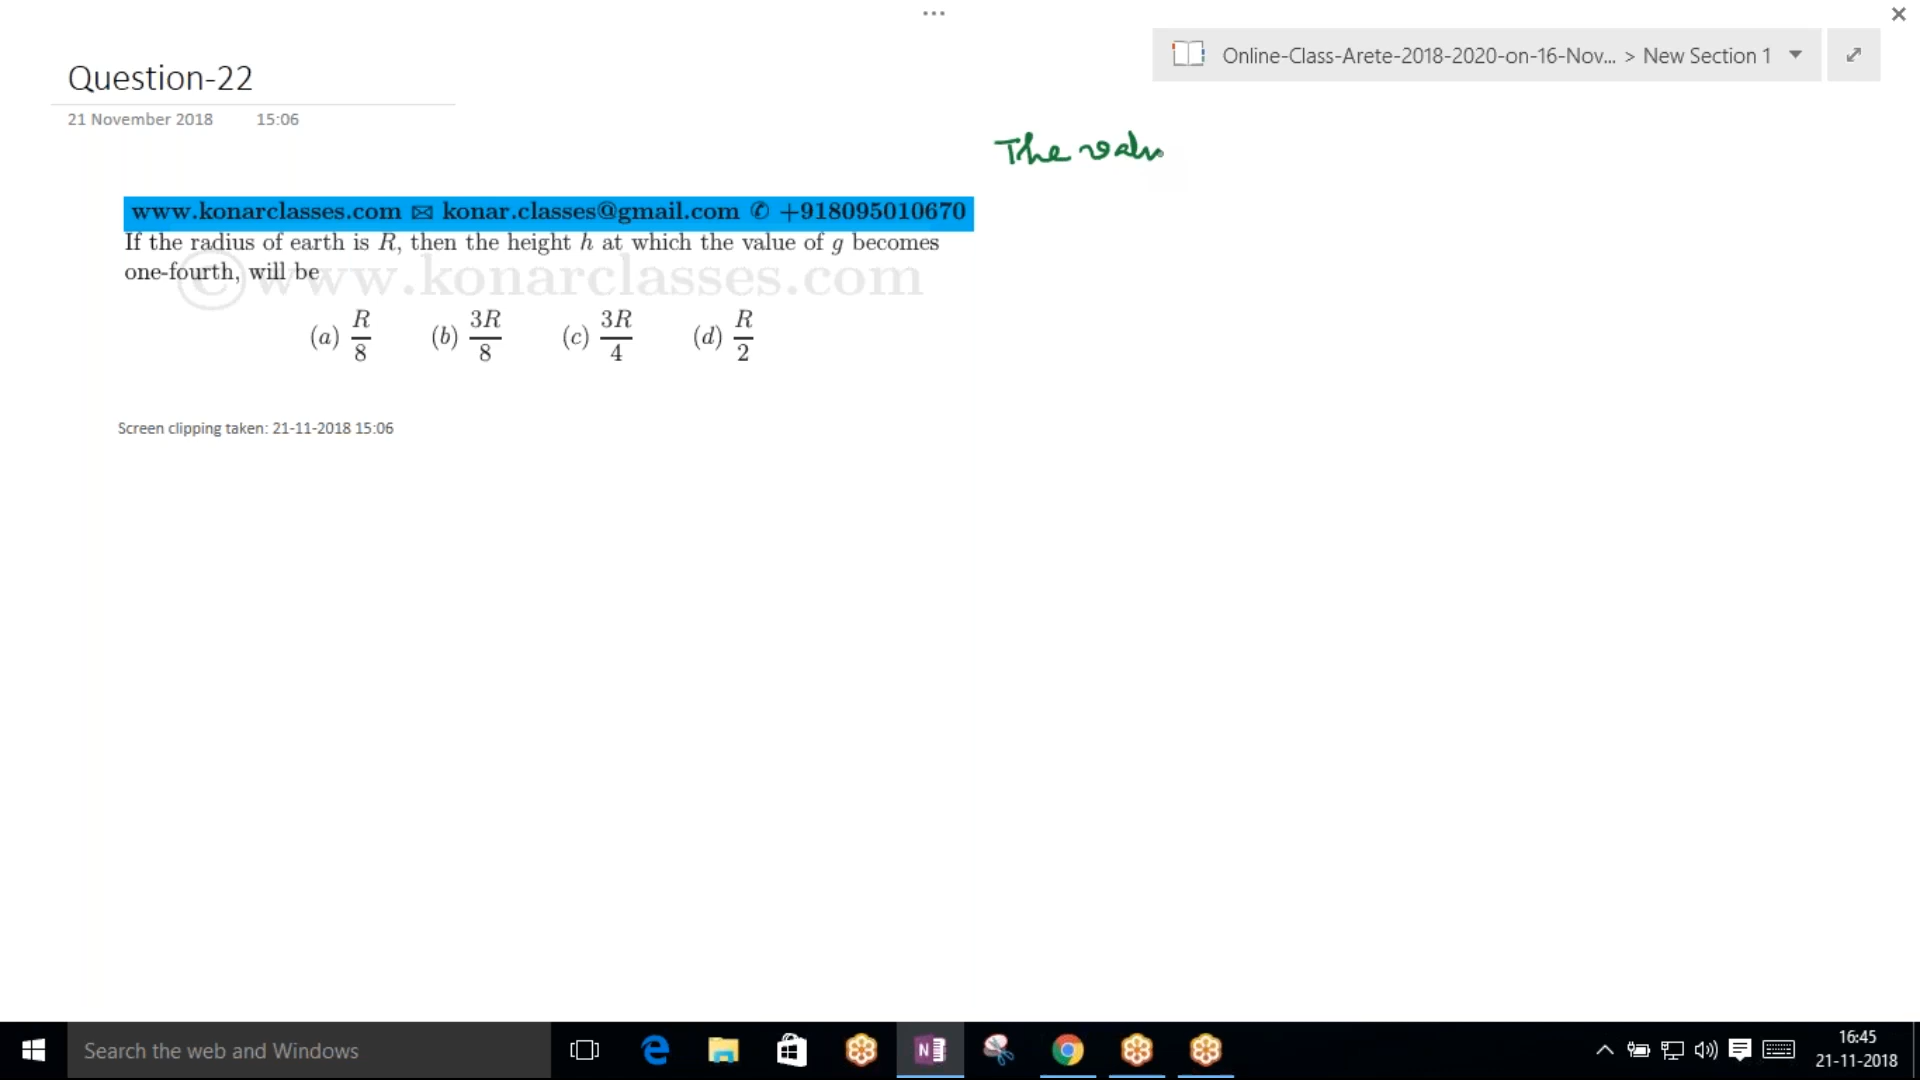 Online-Class-Arete-2018-2020-on-16-Nov... > New Section 1
Question-22
21 November 2018 15:06
The valu
www.konarclasses.com ✉ konar.classes@gmail.com ✆ +918095010670
If the radius of earth is R, then the height h at which the value of g becomes
one-fourth, will be
©www.konarclasses.com
(a) R/8 (b) 3R/8 (c) 3R/4 (d) R/2
Screen clipping taken: 21-11-2018 15:06
Search the web and Windows
16:45
21-11-2018